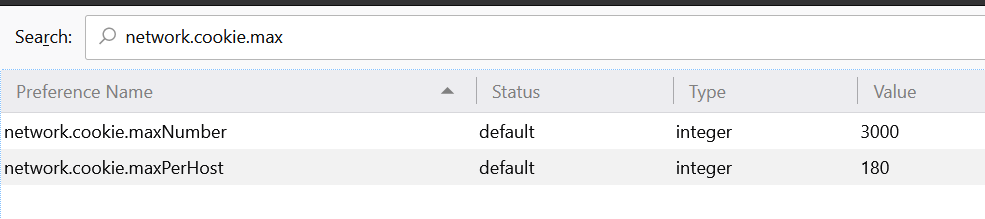 Search: network.cookie.max
Preference Name Status Type Value
network.cookie.maxNumber default integer 3000
network.cookie.maxPerHost default integer 180